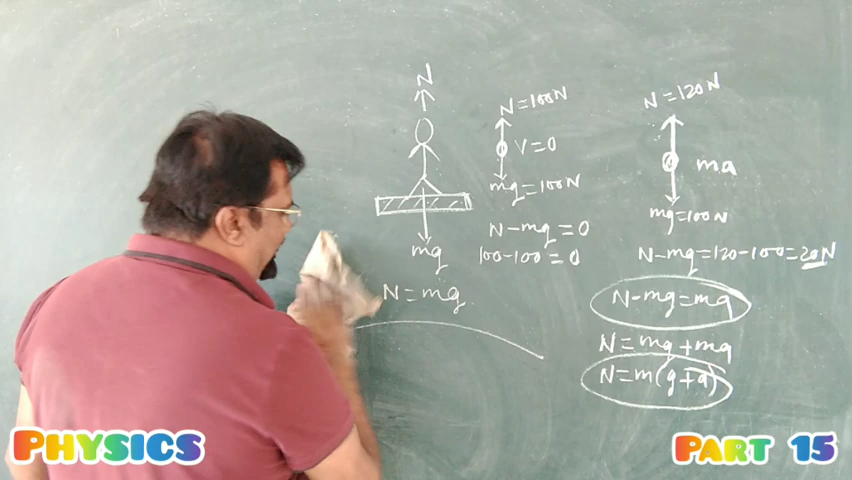 N
N=100N
V=0
mg=100N
mg
N-mg=0
100-100=0
N=mg
N=120N
ma
mg=100N
N-mg=120-100=20N
N-mg=ma
N=mg+ma
N=m(g+a)
PHYSICS
PART 15